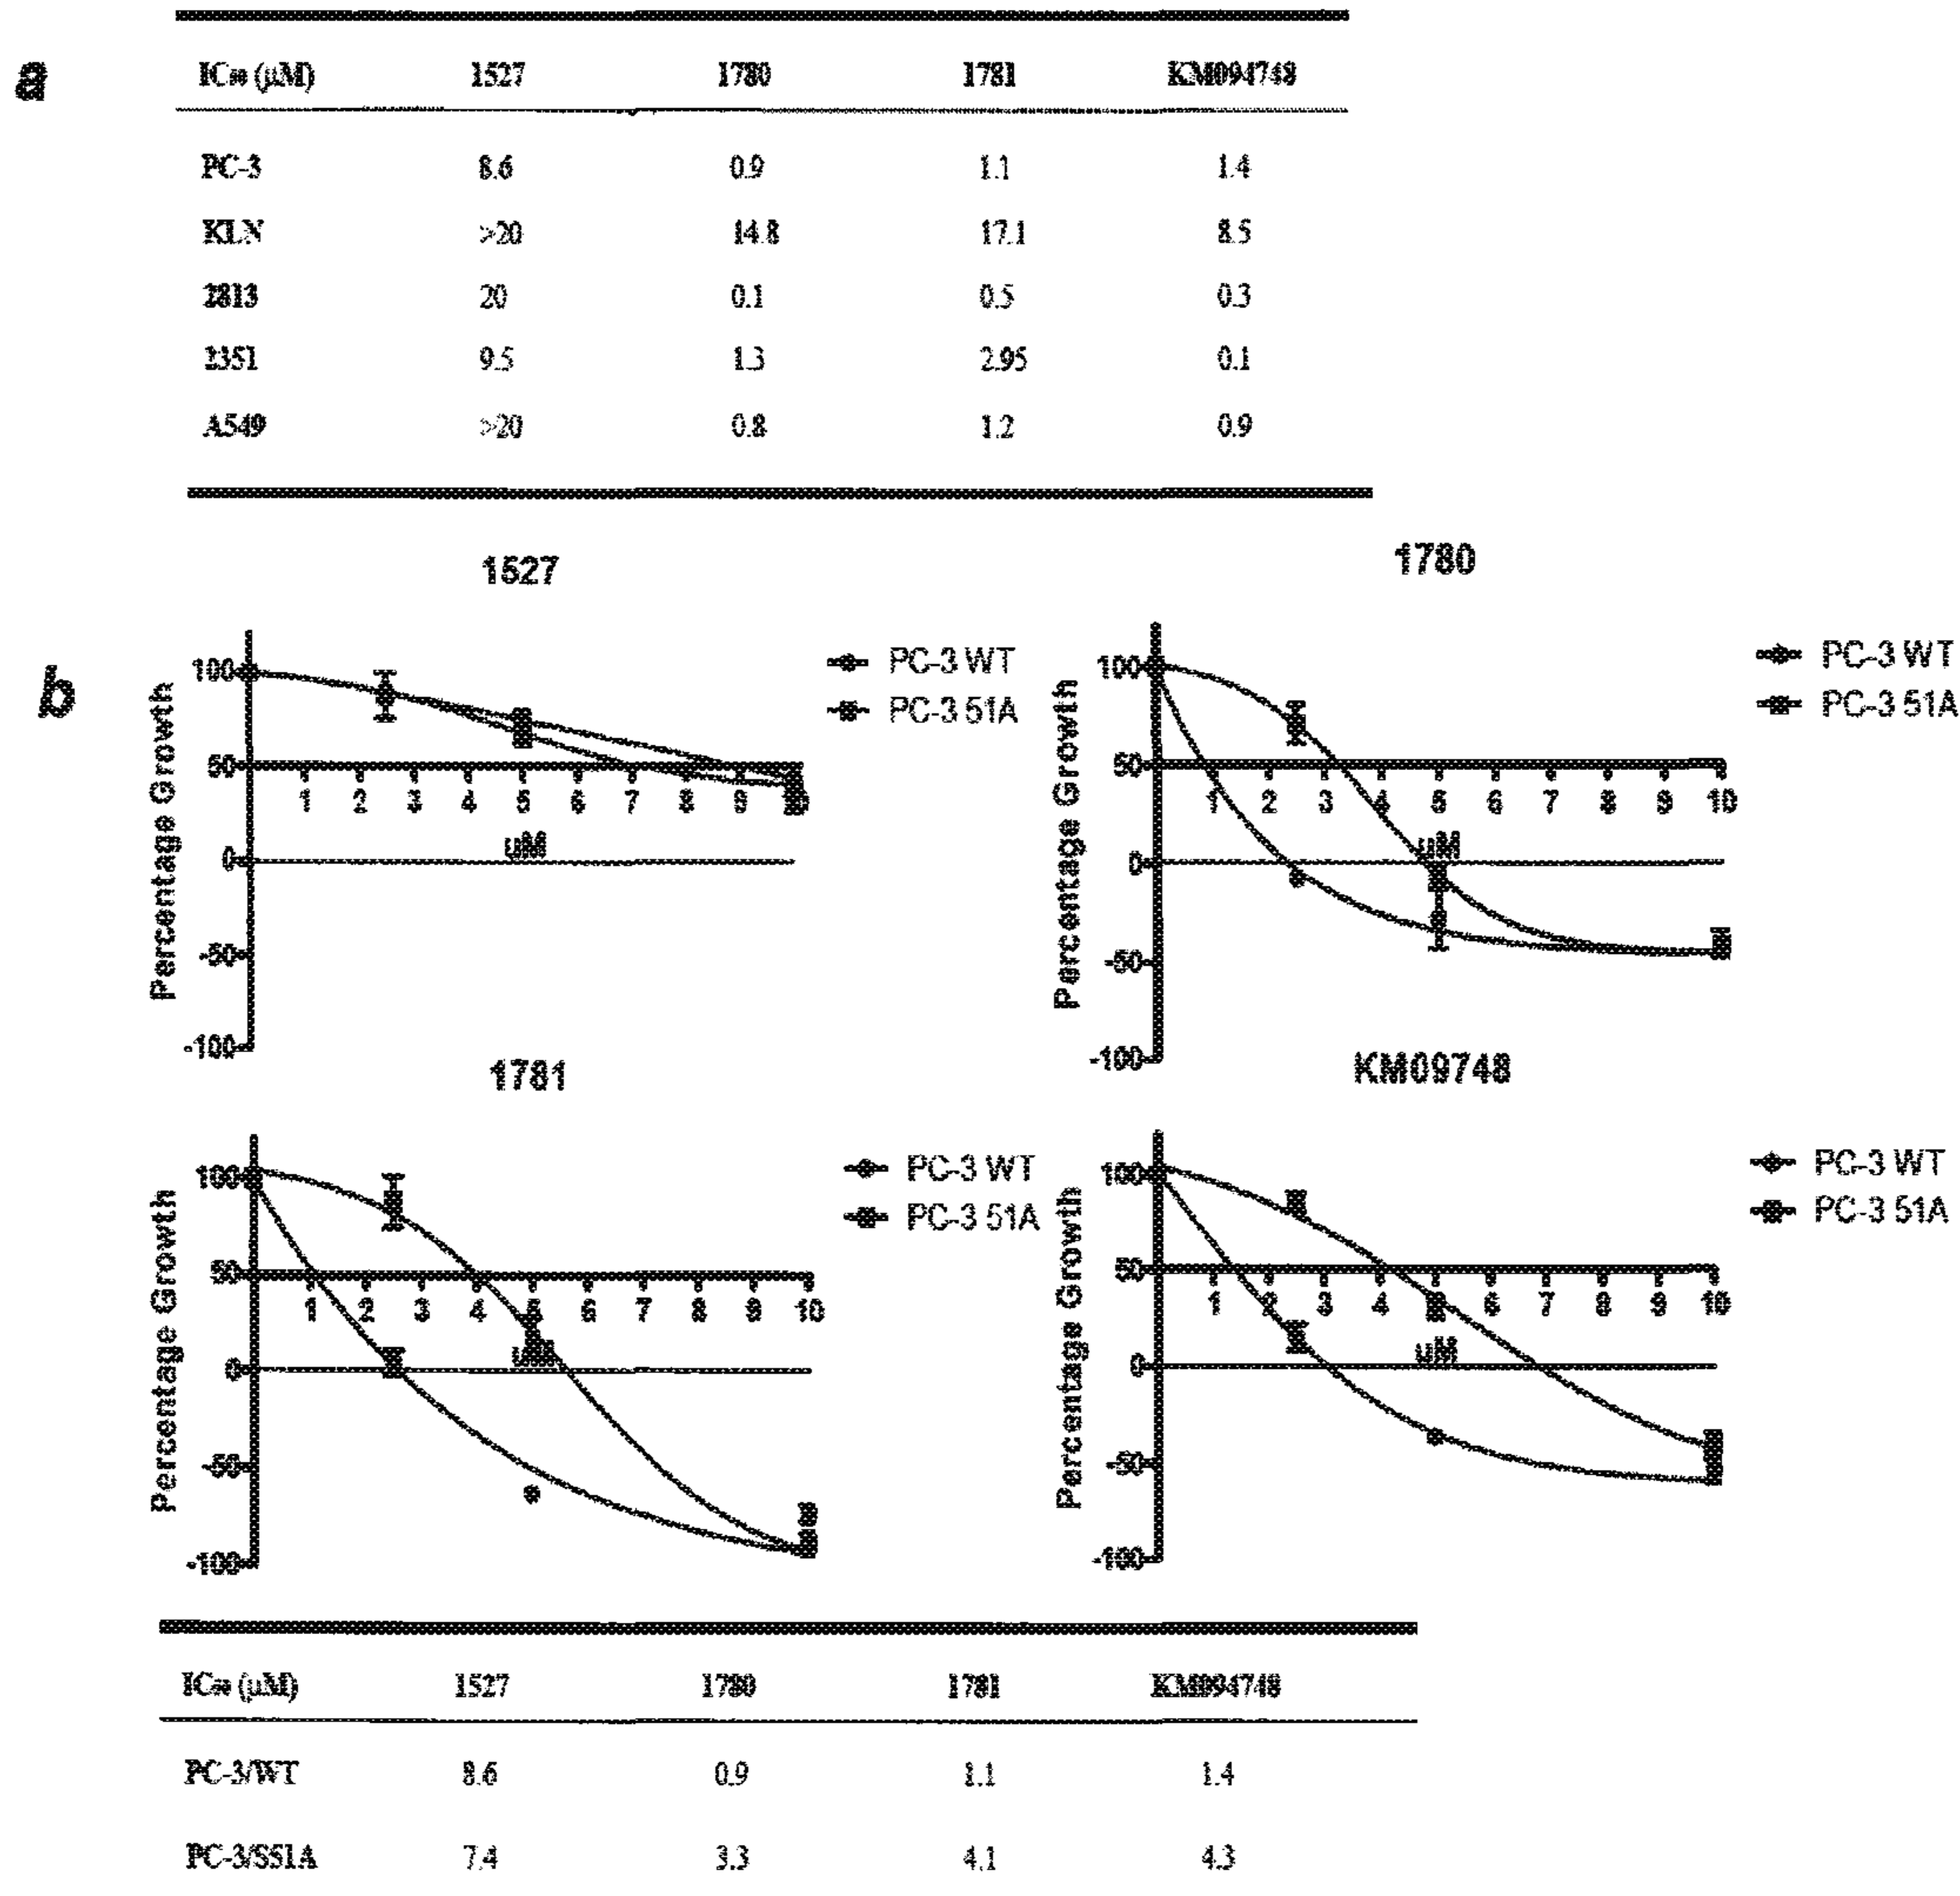 a
IC50 (µM) 1527 1780 1781 KM094748
PC-3 8.6 0.9 1.1 1.4
KLN >20 14.8 17.1 8.5
2813 20 0.1 0.5 0.3
2351 9.5 1.3 2.95 0.1
A549 >20 0.8 1.2 0.9
b
1527
Percentage Growth
100
50
0
-50
-100
1 2 3 4 5 6 7 8 9 10
uM
PC-3 WT
PC-3 51A
1780
Percentage Growth
100
50
0
-50
-100
1 2 3 4 5 6 7 8 9 10
uM
PC-3 WT
PC-3 51A
1781
Percentage Growth
100
50
0
-50
-100
1 2 3 4 5 6 7 8 9 10
PC-3 WT
PC-3 51A
KM09748
Percentage Growth
100
50
0
-50
-100
1 2 3 4 5 6 7 8 9 10
uM
PC-3 WT
PC-3 51A
IC50 (µM) 1527 1780 1781 KM094748
PC-3/WT 8.6 0.9 1.1 1.4
PC-3/S51A 7.4 3.3 4.1 4.3